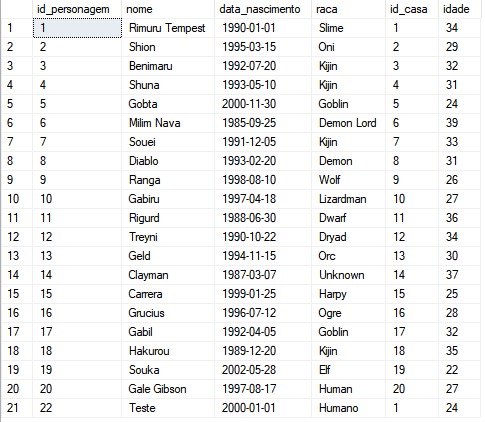 id_personagem nome data_nascimento raca id_casa idade
1 1 Rimuru Tempest 1990-01-01 Slime 1 34
2 2 Shion 1995-03-15 Oni 2 29
3 3 Benimaru 1992-07-20 Kijin 3 32
4 4 Shuna 1993-05-10 Kijin 4 31
5 5 Gobta 2000-11-30 Goblin 5 24
6 6 Milim Nava 1985-09-25 Demon Lord 6 39
7 7 Souei 1991-12-05 Kijin 7 33
8 8 Diablo 1993-02-20 Demon 8 31
9 9 Ranga 1998-08-10 Wolf 9 26
10 10 Gabiru 1997-04-18 Lizardman 10 27
11 11 Rigurd 1988-06-30 Dwarf 11 36
12 12 Treyni 1990-10-22 Dryad 12 34
13 13 Geld 1994-11-15 Orc 13 30
14 14 Clayman 1987-03-07 Unknown 14 37
15 15 Carrera 1999-01-25 Harpy 15 25
16 16 Grucius 1996-07-12 Ogre 16 28
17 17 Gabil 1992-04-05 Goblin 17 32
18 18 Hakurou 1989-12-20 Kijin 18 35
19 19 Souka 2002-05-28 Elf 19 22
20 20 Gale Gibson 1997-08-17 Human 20 27
21 22 Teste 2000-01-01 Humano 1 24